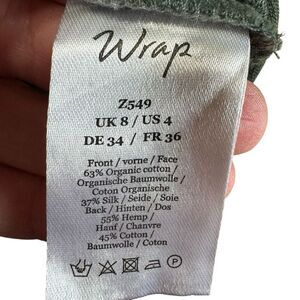 Wrap
Z549
UK 8 / US 4
DE 34 / FR 36
Front / vorne / Face
63% Organic cotton /
Organische Baumwolle /
Coton Organische
37% Silk / Seide / Soie
Back / Hinten / Dos
55% Hemp /
Hanf / Chanvre
45% Cotton /
Baumwolle / Coton
P